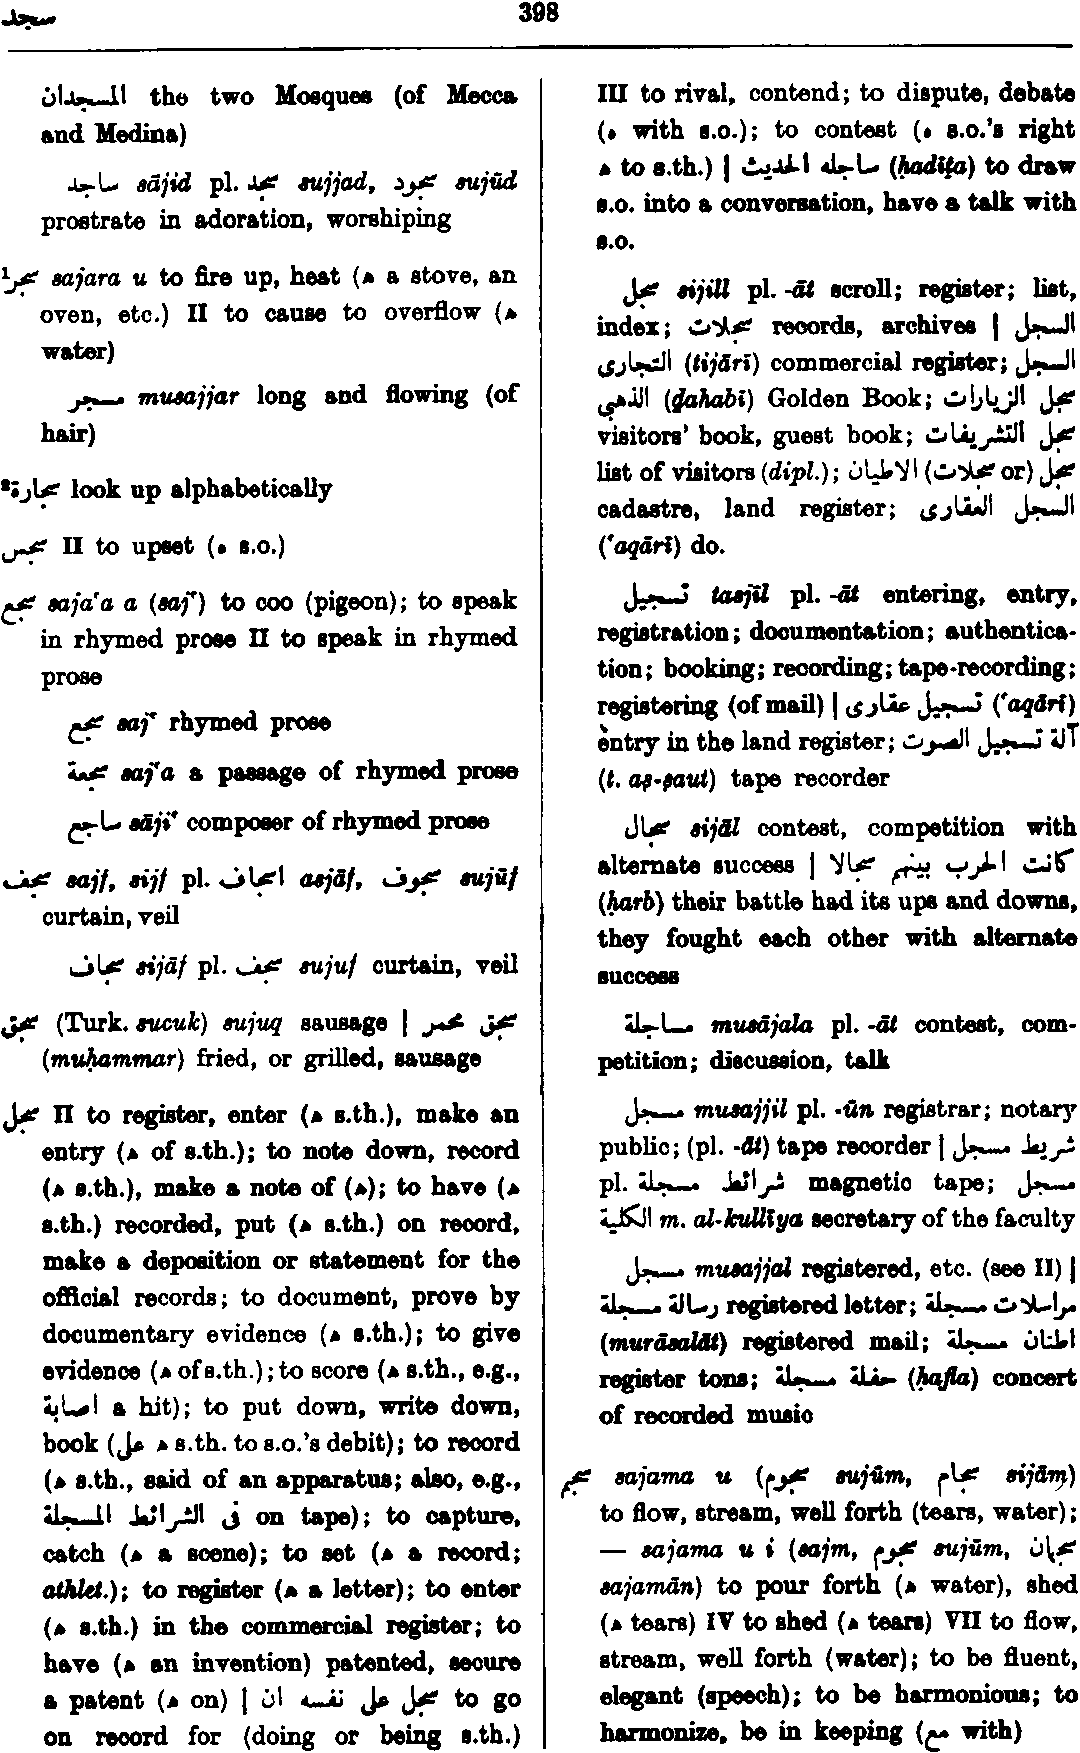 سجد
398
المسجدان the two Mosques (of Mecca
and Medina)
ساجد sājid pl. سجد sujjad, سجود sujūd
prostrate in adoration, worshiping
¹سجر sajara u to fire up, heat (ه a stove, an
oven, etc.) II to cause to overflow (ه
water)
مسجر musajjar long and flowing (of
hair)
²سجارة look up alphabetically
سجس II to upset (ه s.o.)
سجع saja‘a a (saj‘) to coo (pigeon); to speak
in rhymed prose II to speak in rhymed
prose
سجع saj‘ rhymed prose
سجعة saj‘a a passage of rhymed prose
ساجع sāji‘ composer of rhymed prose
سجف sajf, sijf pl. اسجاف asjāf, سجوف sujūf
curtain, veil
سجاف sijāf pl. سجف sujuf curtain, veil
سجق (Turk. sucuk) sujuq sausage | سجق محمر
(muḥammar) fried, or grilled, sausage
سجل II to register, enter (ه s.th.), make an
entry (ه of s.th.); to note down, record
(ه s.th.), make a note of (ه); to have (ه
s.th.) recorded, put (ه s.th.) on record,
make a deposition or statement for the
official records; to document, prove by
documentary evidence (ه s.th.); to give
evidence (ه of s.th.); to score (ه s.th., e.g.,
اصابة a hit); to put down, write down,
book (على ه s.th. to s.o.’s debit); to record
(ه s.th., said of an apparatus; also, e.g.,
فى الشرائط المسجلة on tape); to capture,
catch (ه a scene); to set (ه a record;
athlet.); to register (ه a letter); to enter
(ه s.th.) in the commercial register; to
have (ه an invention) patented, secure
a patent (ه on) | سجل على نفسه ان to go
on record for (doing or being s.th.)
III to rival, contend; to dispute, debate
(ه with s.o.); to contest (ه s.o.’s right
ه to s.th.) | ساجله الحديث (ḥadīṯa) to draw
s.o. into a conversation, have a talk with
s.o.
سجل sijill pl. -āt scroll; register; list,
index; سجلات records, archives | السجل
التجارى (tijārī) commercial register; السجل
الذهبي (ḏahabī) Golden Book; سجل الزيارات
visitors’ book, guest book; سجل التشريفات
list of visitors (dipl.); سجل (or سجلات) الاطيان
cadastre, land register; السجل العقارى
(‘aqārī) do.
تسجيل tasjīl pl. -āt entering, entry,
registration; documentation; authentica-
tion; booking; recording; tape-recording;
registering (of mail) | تسجيل عقارى (‘aqārī)
entry in the land register; آلة تسجيل الصوت
(t. aṣ-ṣaut) tape recorder
سجال sijāl contest, competition with
alternate success | كانت الحرب بينهم سجالا
(ḥarb) their battle had its ups and downs,
they fought each other with alternate
success
مساجلة musājala pl. -āt contest, com-
petition; discussion, talk
مسجل musajjil pl. -ūn registrar; notary
public; (pl. -āt) tape recorder | شريط مسجل
pl. شرائط مسجلة magnetic tape; مسجل
الكلية m. al-kullīya secretary of the faculty
مسجل musajjal registered, etc. (see II) |
رسالة مسجلة registered letter; مراسلات مسجلة
(murāsalāt) registered mail; اطنان مسجلة
register tons; حفلة مسجلة (ḥafla) concert
of recorded music
سجم sajama u (سجوم sujūm, سجام sijām)
to flow, stream, well forth (tears, water);
— sajama u i (sajm, سجوم sujūm, سجمان
sajamān) to pour forth (ه water), shed
(ه tears) IV to shed (ه tears) VII to flow,
stream, well forth (water); to be fluent,
elegant (speech); to be harmonious; to
harmonize, be in keeping (مع with)